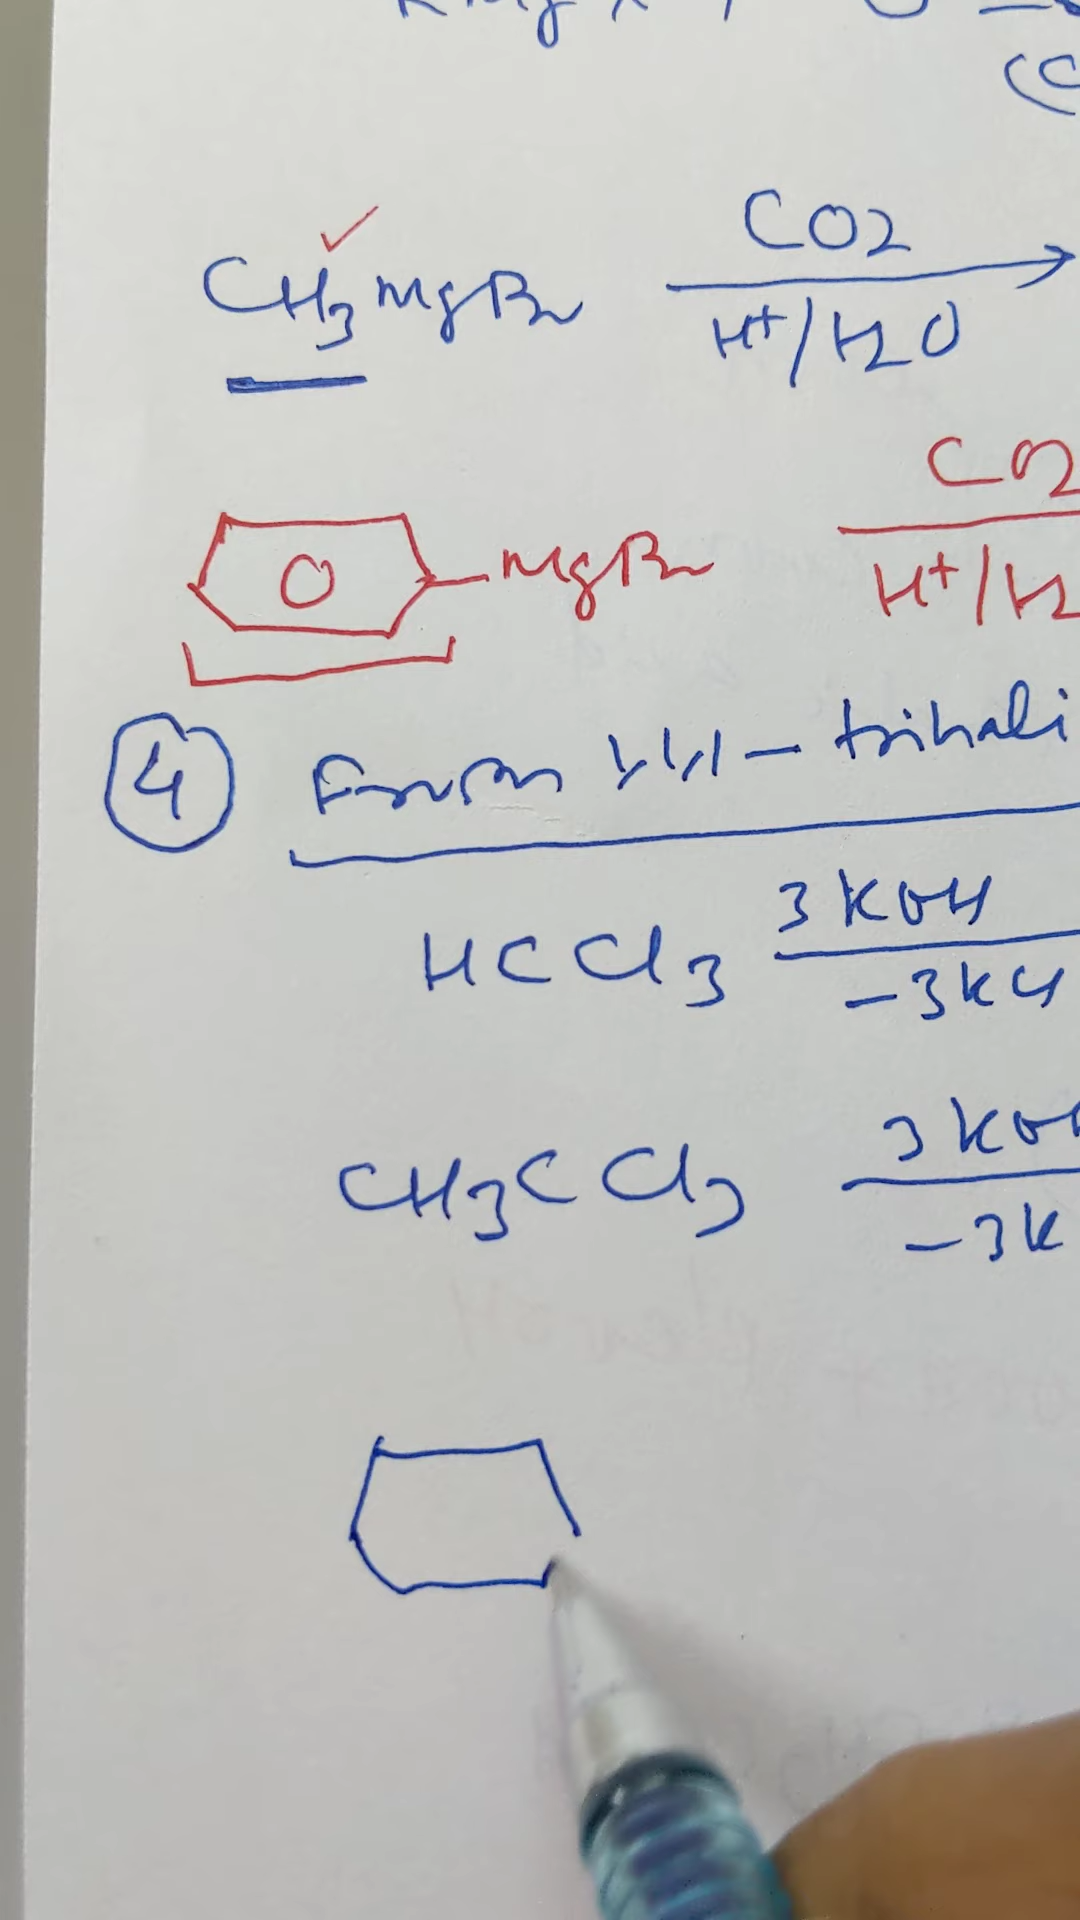 CH3MgBr CO2
H+/H2O
O MgBr CO2
H+/H2
4 From 1,1,1 - trihali
HCCl3 3KOH
-3KCl
CH3CCl3 3KOH
-3K